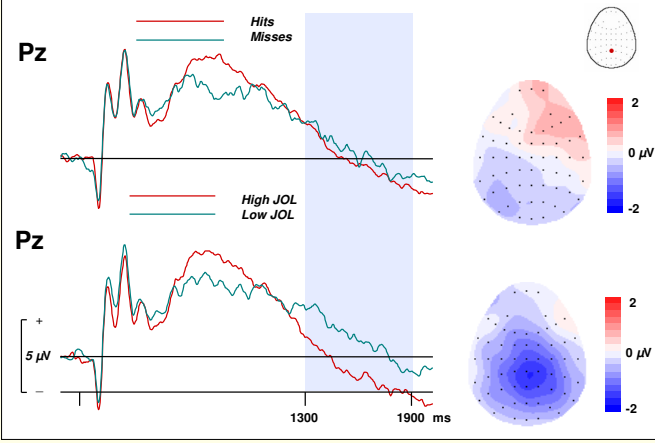 Hits
Misses
Pz
2
0 µV
-2
High JOL
Low JOL
Pz
+
5 µV
–
2
0 µV
-2
1300
1900 ms